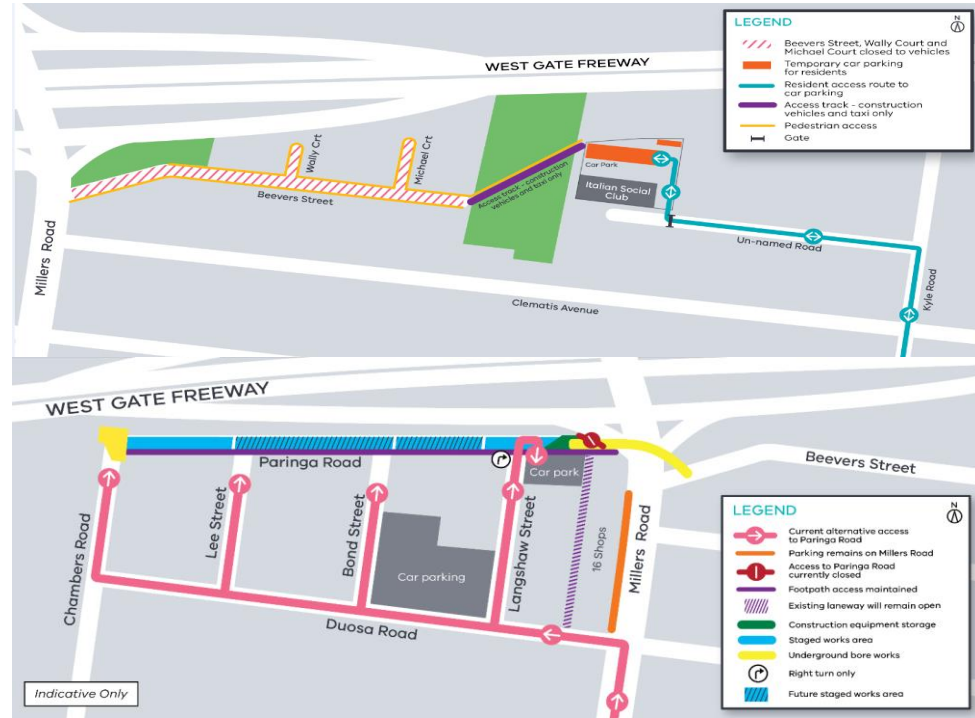 LEGEND
N
Beevers Street, Wally Court and
Michael Court closed to vehicles
Temporary car parking
for residents
Resident access route to
car parking
Access track - construction
vehicles and taxi only
Pedestrian access
Gate
WEST GATE FREEWAY
Wally Crt
Michael Crt
Beevers Street
Access track - construction
vehicles and taxi only
Car Park
Italian Social
Club
Un-named Road
Millers Road
Clematis Avenue
Kyle Road
WEST GATE FREEWAY
Paringa Road
Car park
Beevers Street
Chambers Road
Lee Street
Bond Street
Car parking
Langshaw Street
16 Shops
Millers Road
Duosa Road
Indicative Only
LEGEND
N
Current alternative access
to Paringa Road
Parking remains on Millers Road
Access to Paringa Road
currently closed
Footpath access maintained
Existing laneway will remain open
Construction equipment storage
Staged works area
Underground bore works
Right turn only
Future staged works area